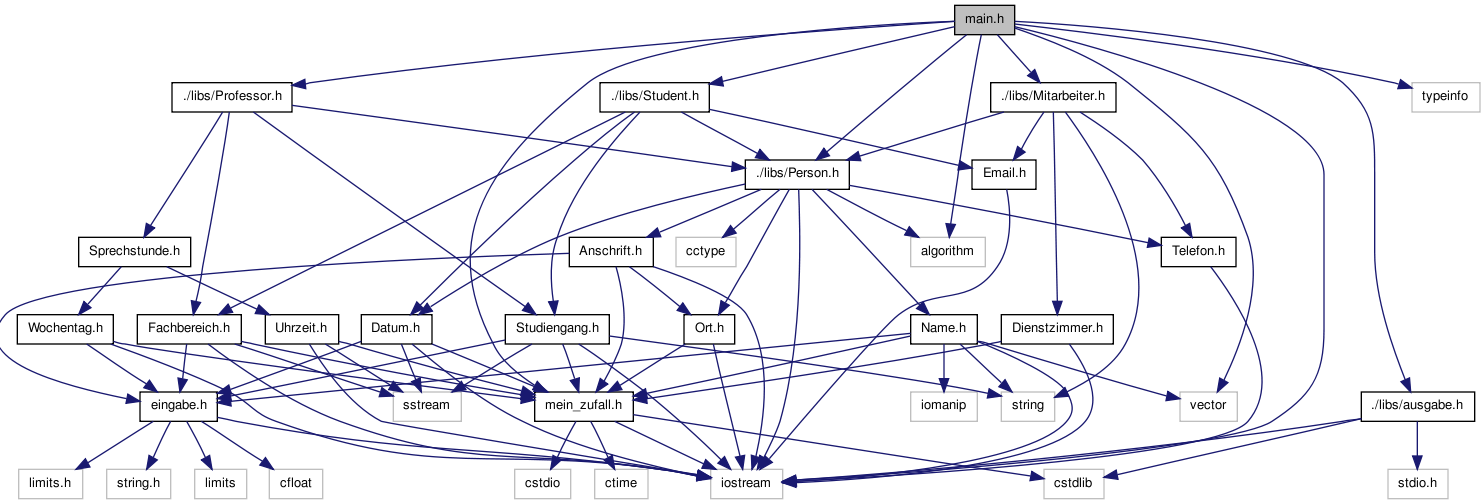 main.h
./libs/Professor.h
./libs/Student.h
./libs/Mitarbeiter.h
typeinfo
./libs/Person.h
Email.h
Sprechstunde.h
Anschrift.h
cctype
algorithm
Telefon.h
Wochentag.h
Fachbereich.h
Uhrzeit.h
Datum.h
Studiengang.h
Ort.h
Name.h
Dienstzimmer.h
eingabe.h
sstream
mein_zufall.h
iomanip
string
vector
./libs/ausgabe.h
limits.h
string.h
limits
cfloat
cstdio
ctime
iostream
cstdlib
stdio.h